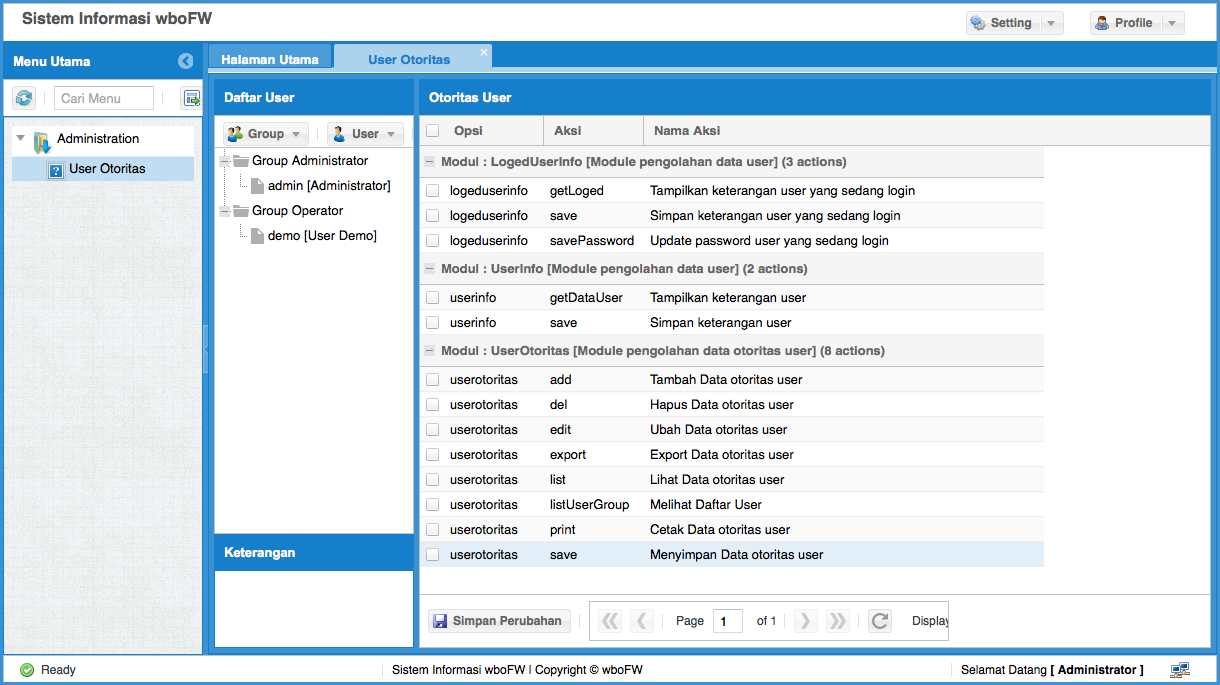 Sistem Informasi wboFW
Setting
Profile
Menu Utama
Halaman Utama
User Otoritas
Cari Menu
Administration
User Otoritas
Daftar User
Group
User
Group Administrator
admin [Administrator]
Group Operator
demo [User Demo]
Keterangan
Otoritas User
Opsi Aksi Nama Aksi
Modul : LogedUserInfo [Module pengolahan data user] (3 actions)
logeduserinfo getLoged Tampilkan keterangan user yang sedang login
logeduserinfo save Simpan keterangan user yang sedang login
logeduserinfo savePassword Update password user yang sedang login
Modul : UserInfo [Module pengolahan data user] (2 actions)
userinfo getDataUser Tampilkan keterangan user
userinfo save Simpan keterangan user
Modul : UserOtoritas [Module pengolahan data otoritas user] (8 actions)
userotoritas add Tambah Data otoritas user
userotoritas del Hapus Data otoritas user
userotoritas edit Ubah Data otoritas user
userotoritas export Export Data otoritas user
userotoritas list Lihat Data otoritas user
userotoritas listUserGroup Melihat Daftar User
userotoritas print Cetak Data otoritas user
userotoritas save Menyimpan Data otoritas user
Simpan Perubahan Page 1 of 1 Display
Ready Sistem Informasi wboFW | Copyright © wboFW Selamat Datang [ Administrator ]